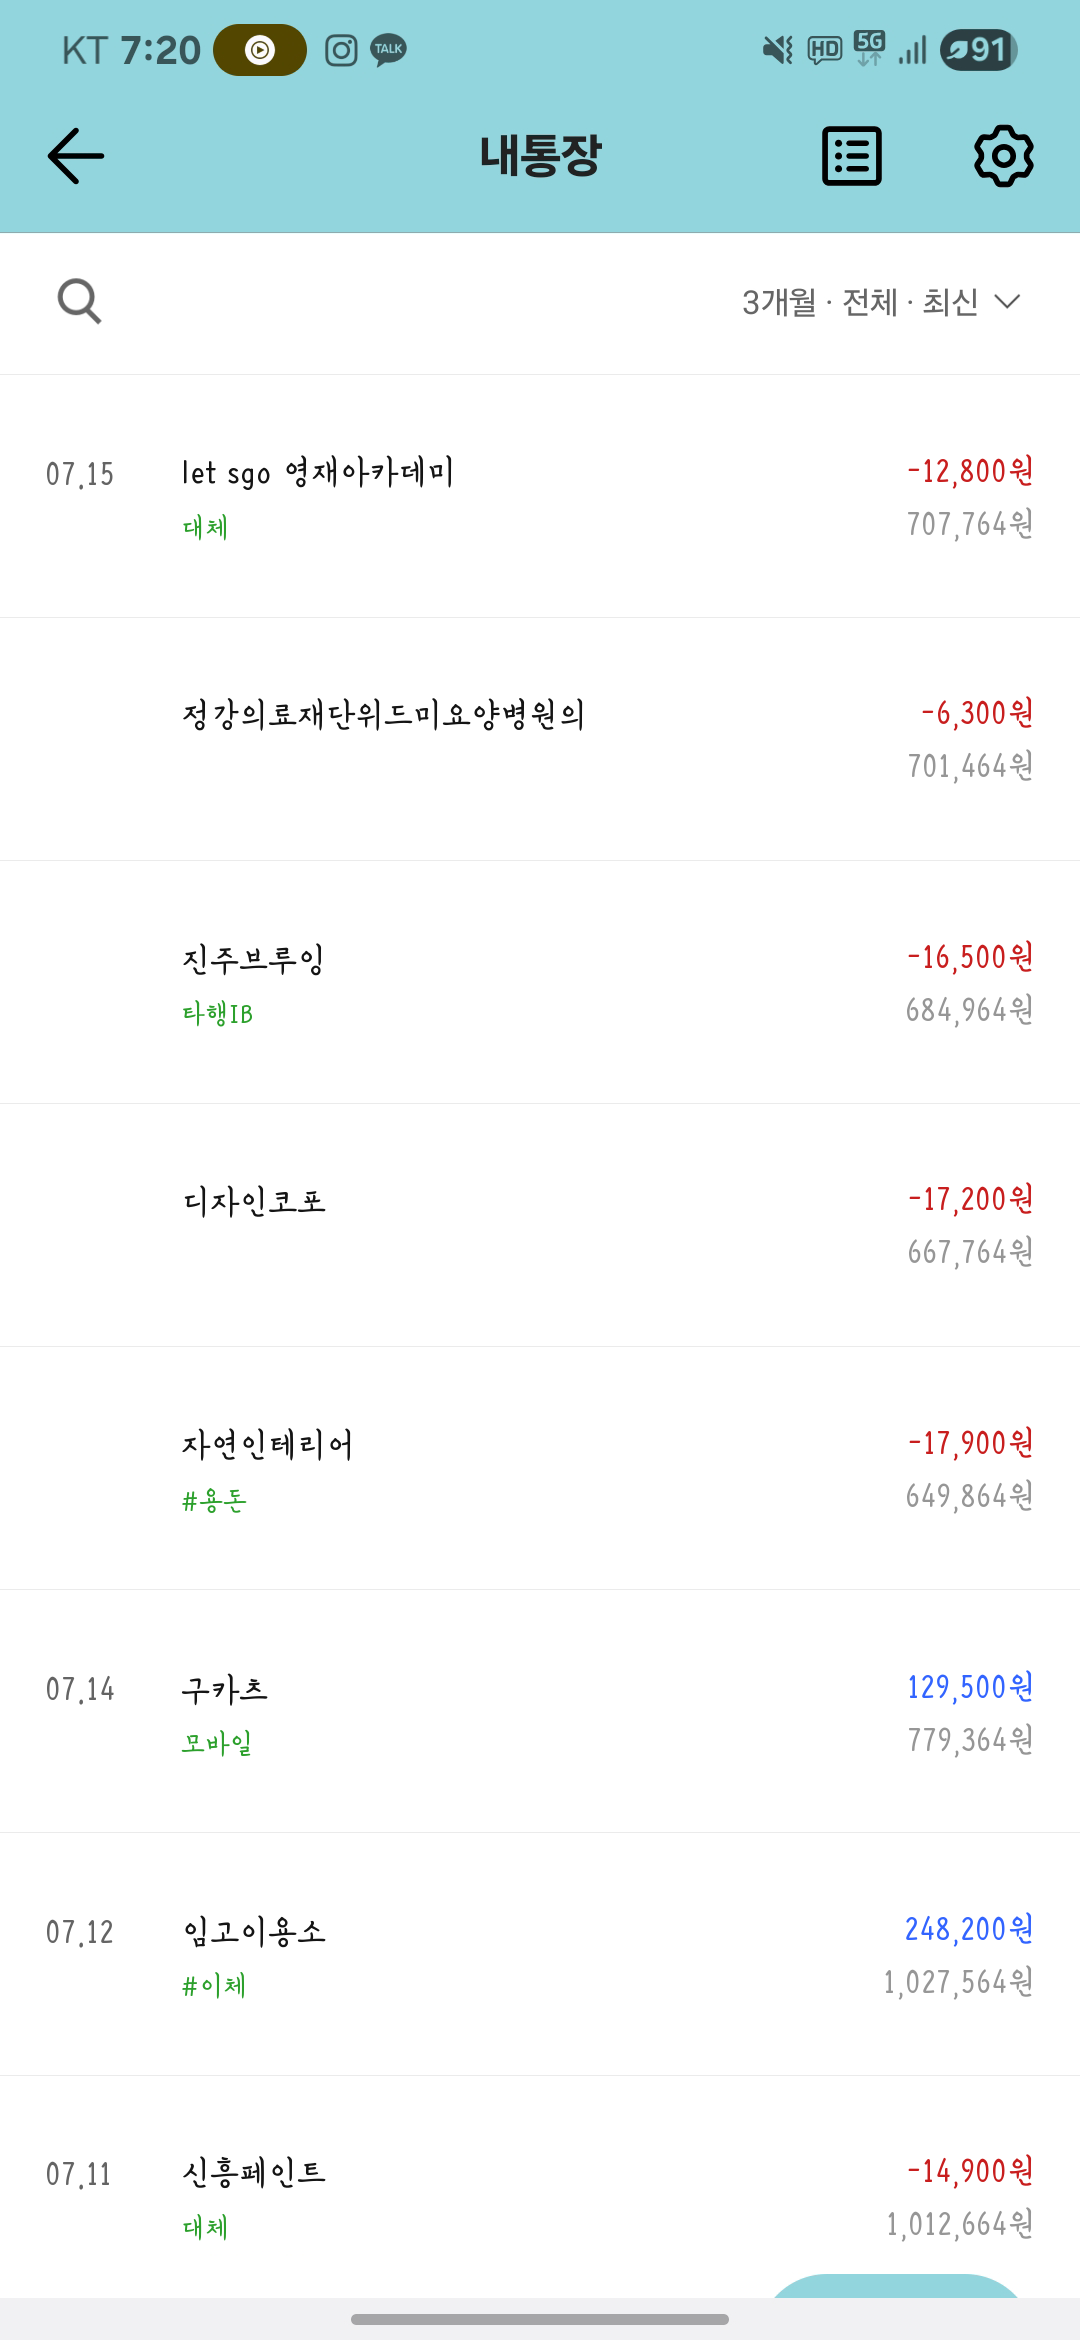 KT 7:20 TALK HD 5G 91
내통장
3개월 · 전체 · 최신
07.15 let sgo 영재아카데미 -12,800원
대체 707,764원
정강의료재단위드미요양병원의 -6,300원
701,464원
진주브루잉 -16,500원
타행IB 684,964원
디자인코포 -17,200원
667,764원
자연인테리어 -17,900원
#용돈 649,864원
07.14 구카츠 129,500원
모바일 779,364원
07.12 임고이용소 248,200원
#이체 1,027,564원
07.11 신흥페인트 -14,900원
대체 1,012,664원